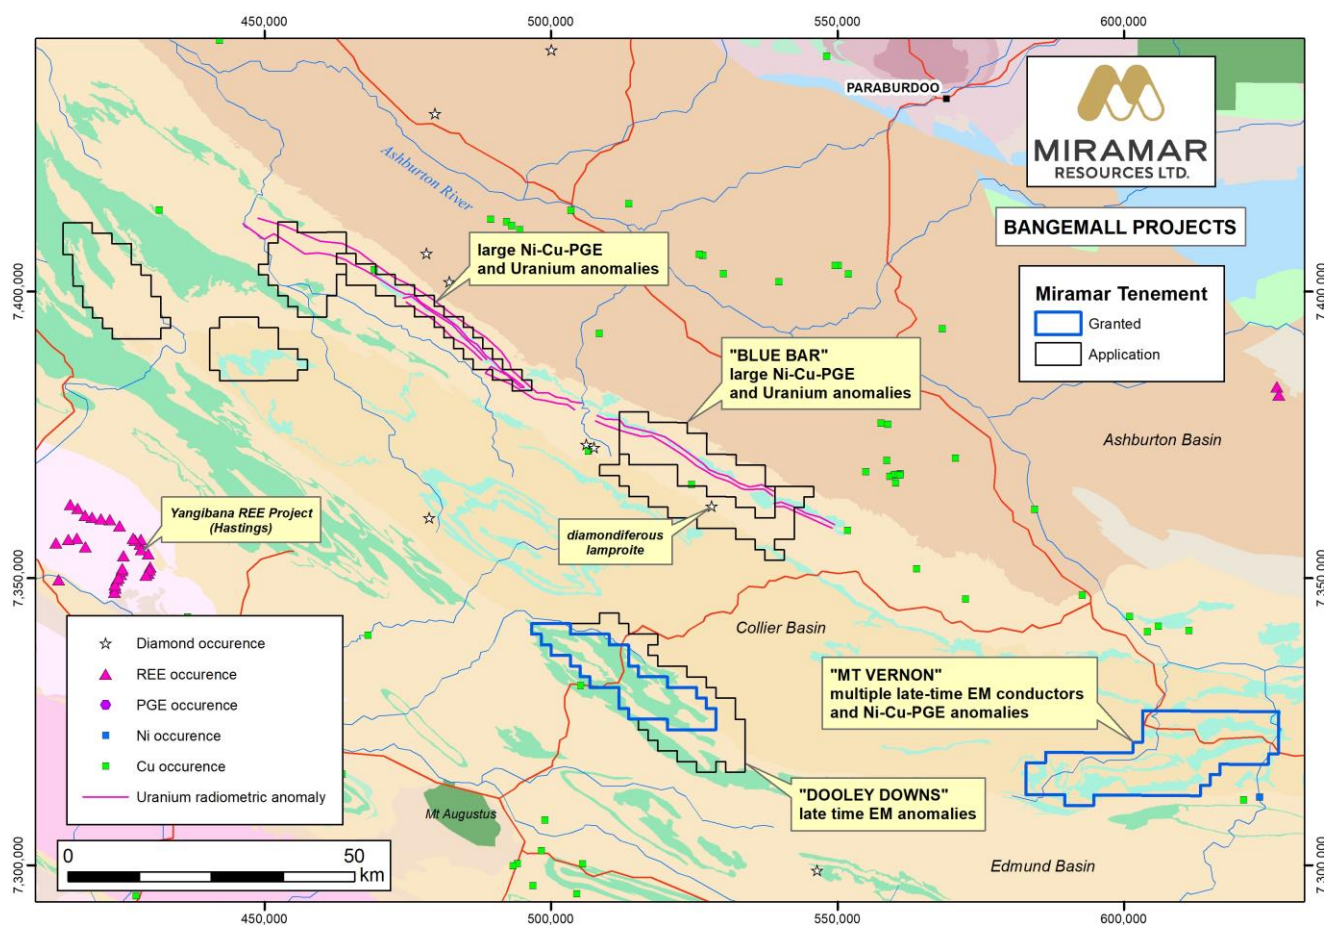 450,000
500,000
550,000
600,000
PARABURDOO
MIRAMAR
RESOURCES LTD.
BANGEMALL PROJECTS
Miramar Tenement
Granted
Application
Ashburton River
large Ni-Cu-PGE
and Uranium anomalies
7,400,000
7,400,000
"BLUE BAR"
large Ni-Cu-PGE
and Uranium anomalies
Ashburton Basin
Yangibana REE Project
(Hastings)
diamondiferous
lamproite
7,350,000
7,350,000
Diamond occurence
REE occurence
PGE occurence
Ni occurence
Cu occurence
Uranium radiometric anomaly
Collier Basin
"MT VERNON"
multiple late-time EM conductors
and Ni-Cu-PGE anomalies
"DOOLEY DOWNS"
late time EM anomalies
Mt Augustus
Edmund Basin
0
50
km
7,300,000
7,300,000
450,000
500,000
550,000
600,000